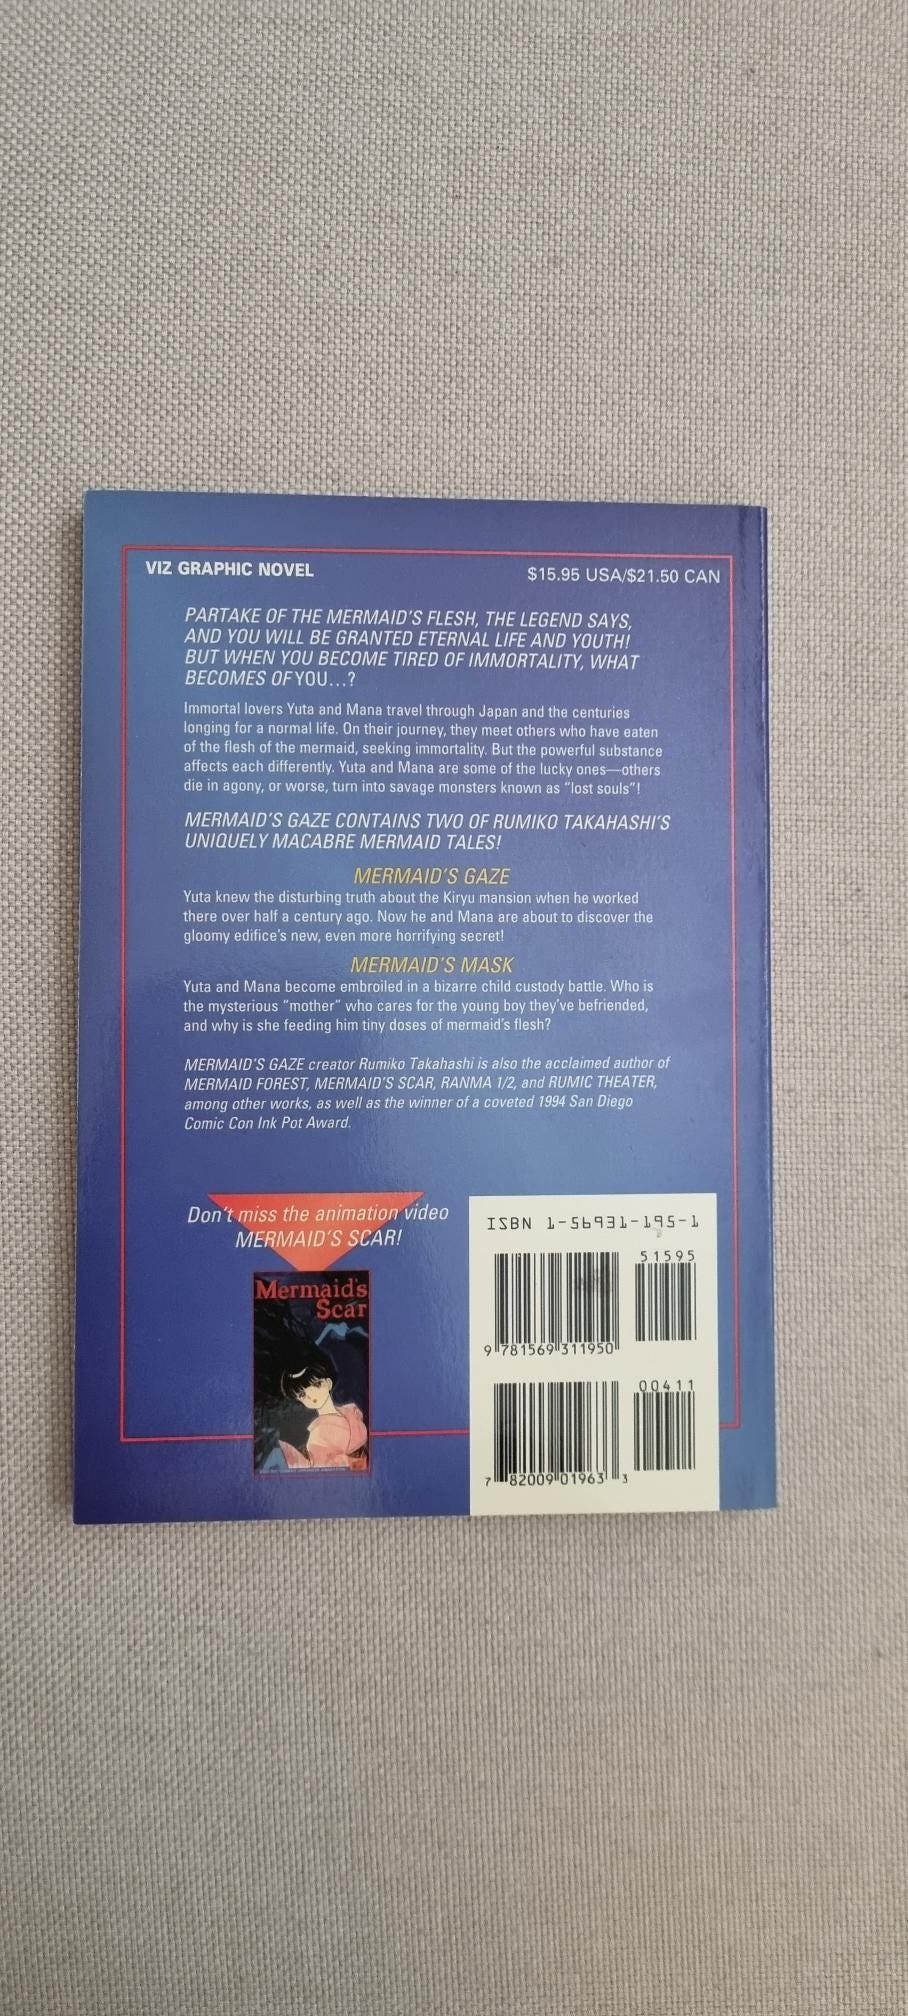 VIZ GRAPHIC NOVEL
$15.95 USA/$21.50 CAN
PARTAKE OF THE MERMAID'S FLESH, THE LEGEND SAYS,
AND YOU WILL BE GRANTED ETERNAL LIFE AND YOUTH!
BUT WHEN YOU BECOME TIRED OF IMMORTALITY, WHAT
BECOMES OF YOU...?
Immortal lovers Yuta and Mana travel through Japan and the centuries
longing for a normal life. On their journey, they meet others who have eaten
of the flesh of the mermaid, seeking immortality. But the powerful substance
affects each differently. Yuta and Mana are some of the lucky ones—others
die in agony, or worse, turn into savage monsters known as "lost souls"!
MERMAID'S GAZE CONTAINS TWO OF RUMIKO TAKAHASHI'S
UNIQUELY MACABRE MERMAID TALES!
MERMAID'S GAZE
Yuta knew the disturbing truth about the Kiryu mansion when he worked
there over half a century ago. Now he and Mana are about to discover the
gloomy edifice's new, even more horrifying secret!
MERMAID'S MASK
Yuta and Mana become embroiled in a bizarre child custody battle. Who is
the mysterious "mother" who cares for the young boy they've befriended,
and why is she feeding him tiny doses of mermaid's flesh?
MERMAID'S GAZE creator Rumiko Takahashi is also the acclaimed author of
MERMAID FOREST, MERMAID'S SCAR, RANMA 1/2, and RUMIC THEATER,
among other works, as well as the winner of a coveted 1994 San Diego
Comic Con Ink Pot Award.
Don't miss the animation video
MERMAID'S SCAR!
Mermaid's
Scar
ISBN 1-56931-195-1
51595
9 781569 311950
00411
7 82009 01963 3